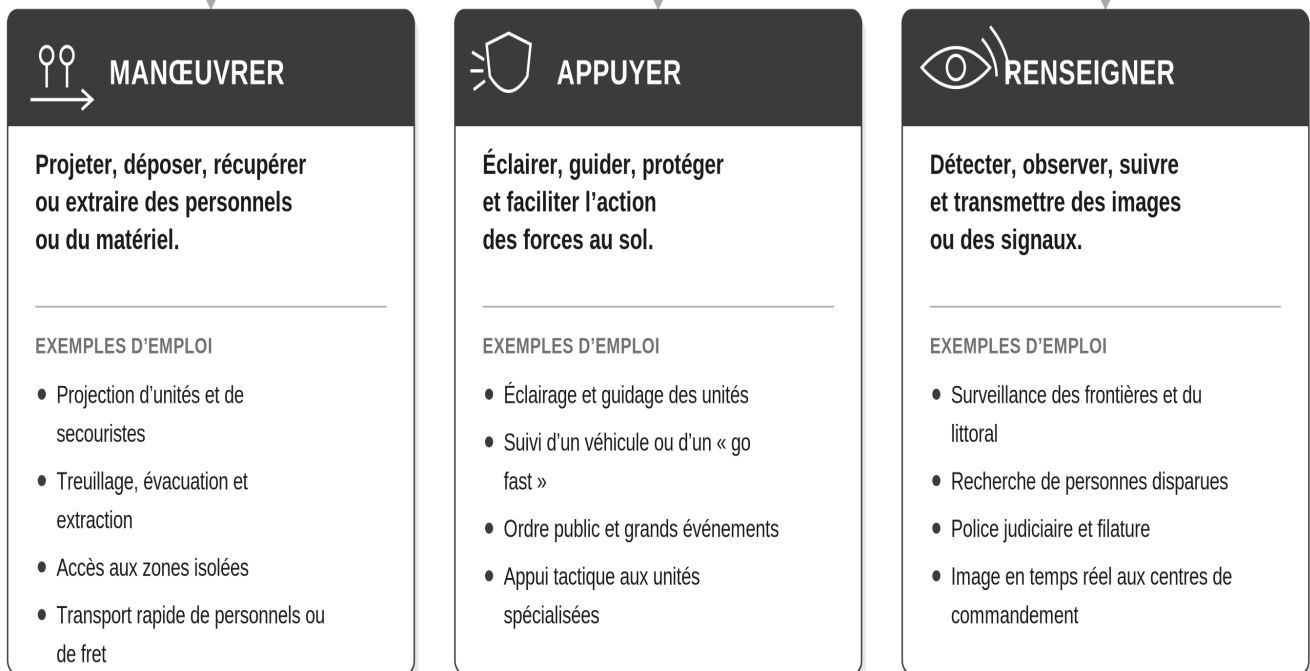 MANŒUVRER
Projeter, déposer, récupérer
ou extraire des personnels
ou du matériel.
EXEMPLES D’EMPLOI
• Projection d’unités et de
secouristes
• Treuillage, évacuation et
extraction
• Accès aux zones isolées
• Transport rapide de personnels ou
de fret
APPUYER
Éclairer, guider, protéger
et faciliter l’action
des forces au sol.
EXEMPLES D’EMPLOI
• Éclairage et guidage des unités
• Suivi d’un véhicule ou d’un « go
fast »
• Ordre public et grands événements
• Appui tactique aux unités
spécialisées
RENSEIGNER
Détecter, observer, suivre
et transmettre des images
ou des signaux.
EXEMPLES D’EMPLOI
• Surveillance des frontières et du
littoral
• Recherche de personnes disparues
• Police judiciaire et filature
• Image en temps réel aux centres de
commandement